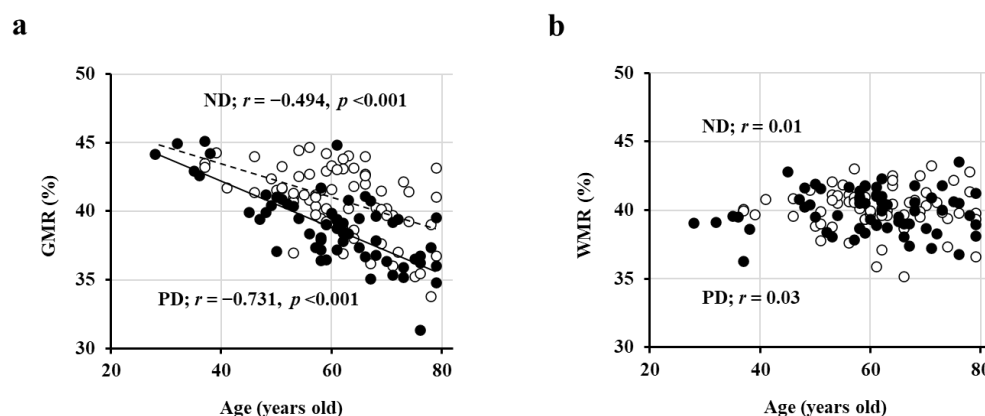 a
b
50
45
40
35
30
GMR (%)
ND; r = −0.494, p <0.001
PD; r = −0.731, p <0.001
20
40
60
80
Age (years old)
50
45
40
35
30
WMR (%)
ND; r = 0.01
PD; r = 0.03
20
40
60
80
Age (years old)